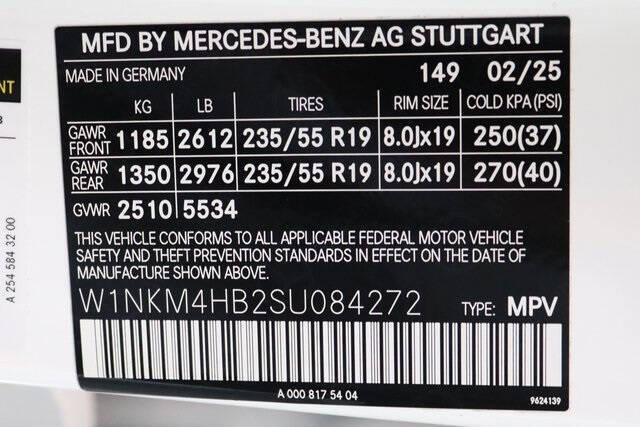 MFD BY MERCEDES-BENZ AG STUTTGART
MADE IN GERMANY 149 02/25
KG LB TIRES RIM SIZE COLD KPA(PSI)
GAWR FRONT 1185 2612 235/55 R19 8.0Jx19 250(37)
GAWR REAR 1350 2976 235/55 R19 8.0Jx19 270(40)
GVWR 2510 5534
THIS VEHICLE CONFORMS TO ALL APPLICABLE FEDERAL MOTOR VEHICLE
SAFETY AND THEFT PREVENTION STANDARDS IN EFFECT ON THE DATE
OF MANUFACTURE SHOWN ABOVE.
W1NKM4HB2SU084272 TYPE: MPV
A 000 817 54 04
9624139
NT
A 254 584 32 00